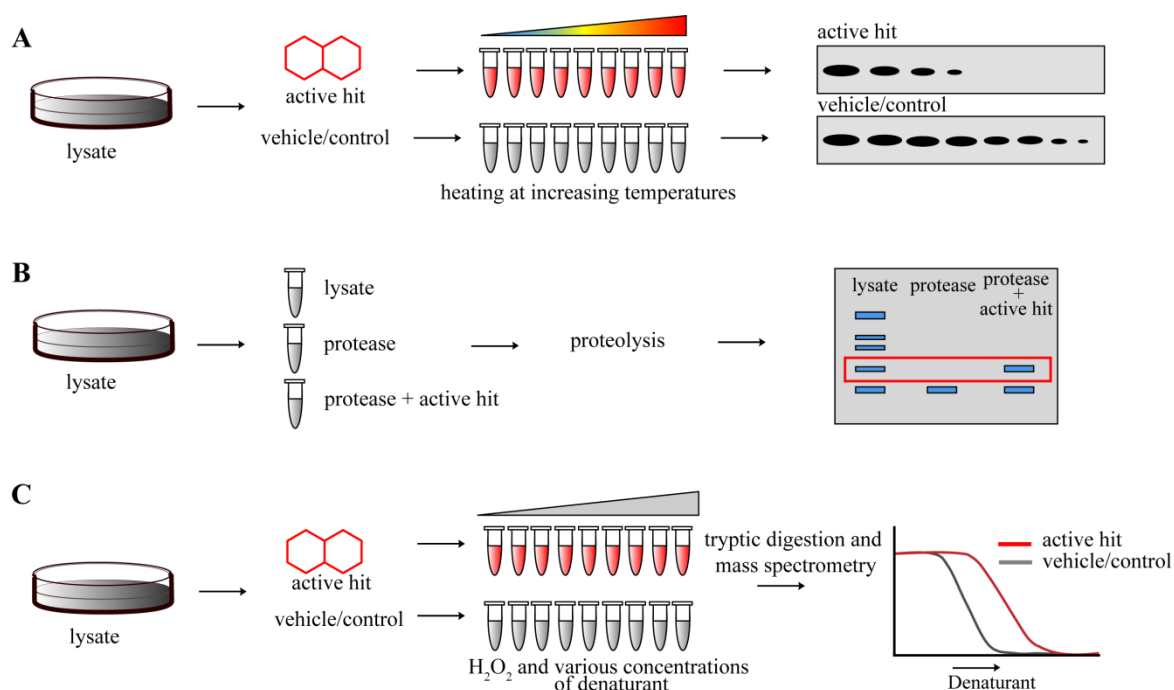 A
lysate
active hit
vehicle/control
heating at increasing temperatures
active hit
vehicle/control
B
lysate
lysate
protease
protease + active hit
proteolysis
lysate
protease
protease
+
active hit
C
lysate
active hit
vehicle/control
H₂O₂ and various concentrations
of denaturant
tryptic digestion and
mass spectrometry
active hit
vehicle/control
Denaturant